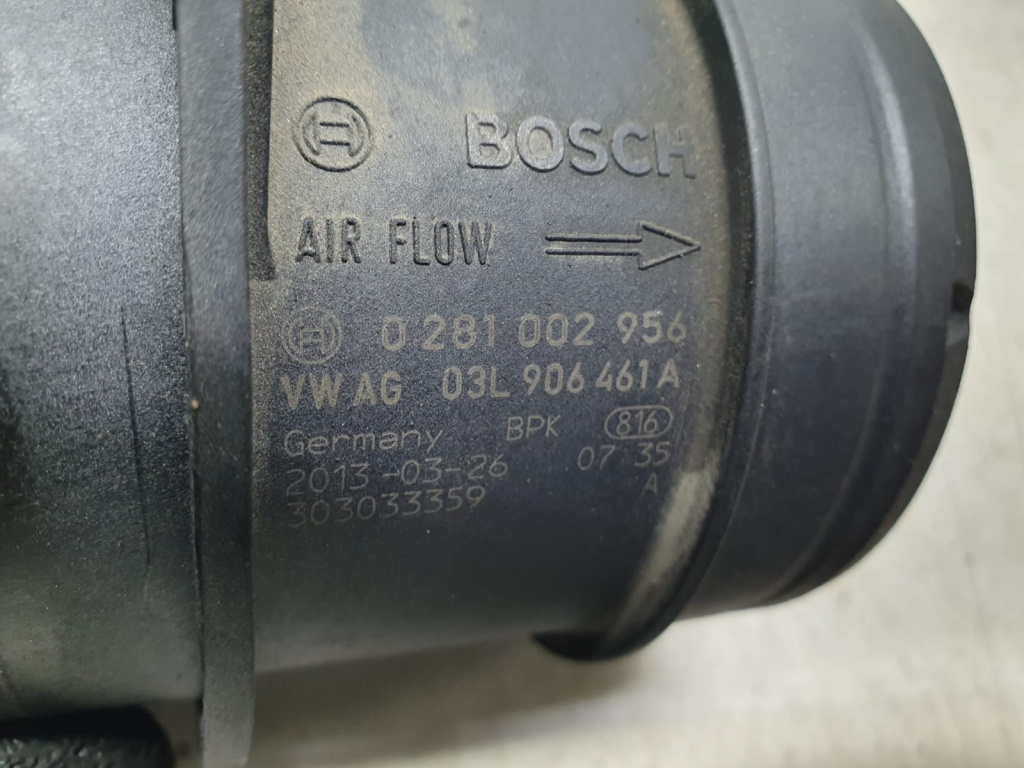 BOSCH
AIR FLOW
0 281 002 956
VW AG 03L 906 461 A
Germany BPK 816
2013-03-26 07 35
303033359 A